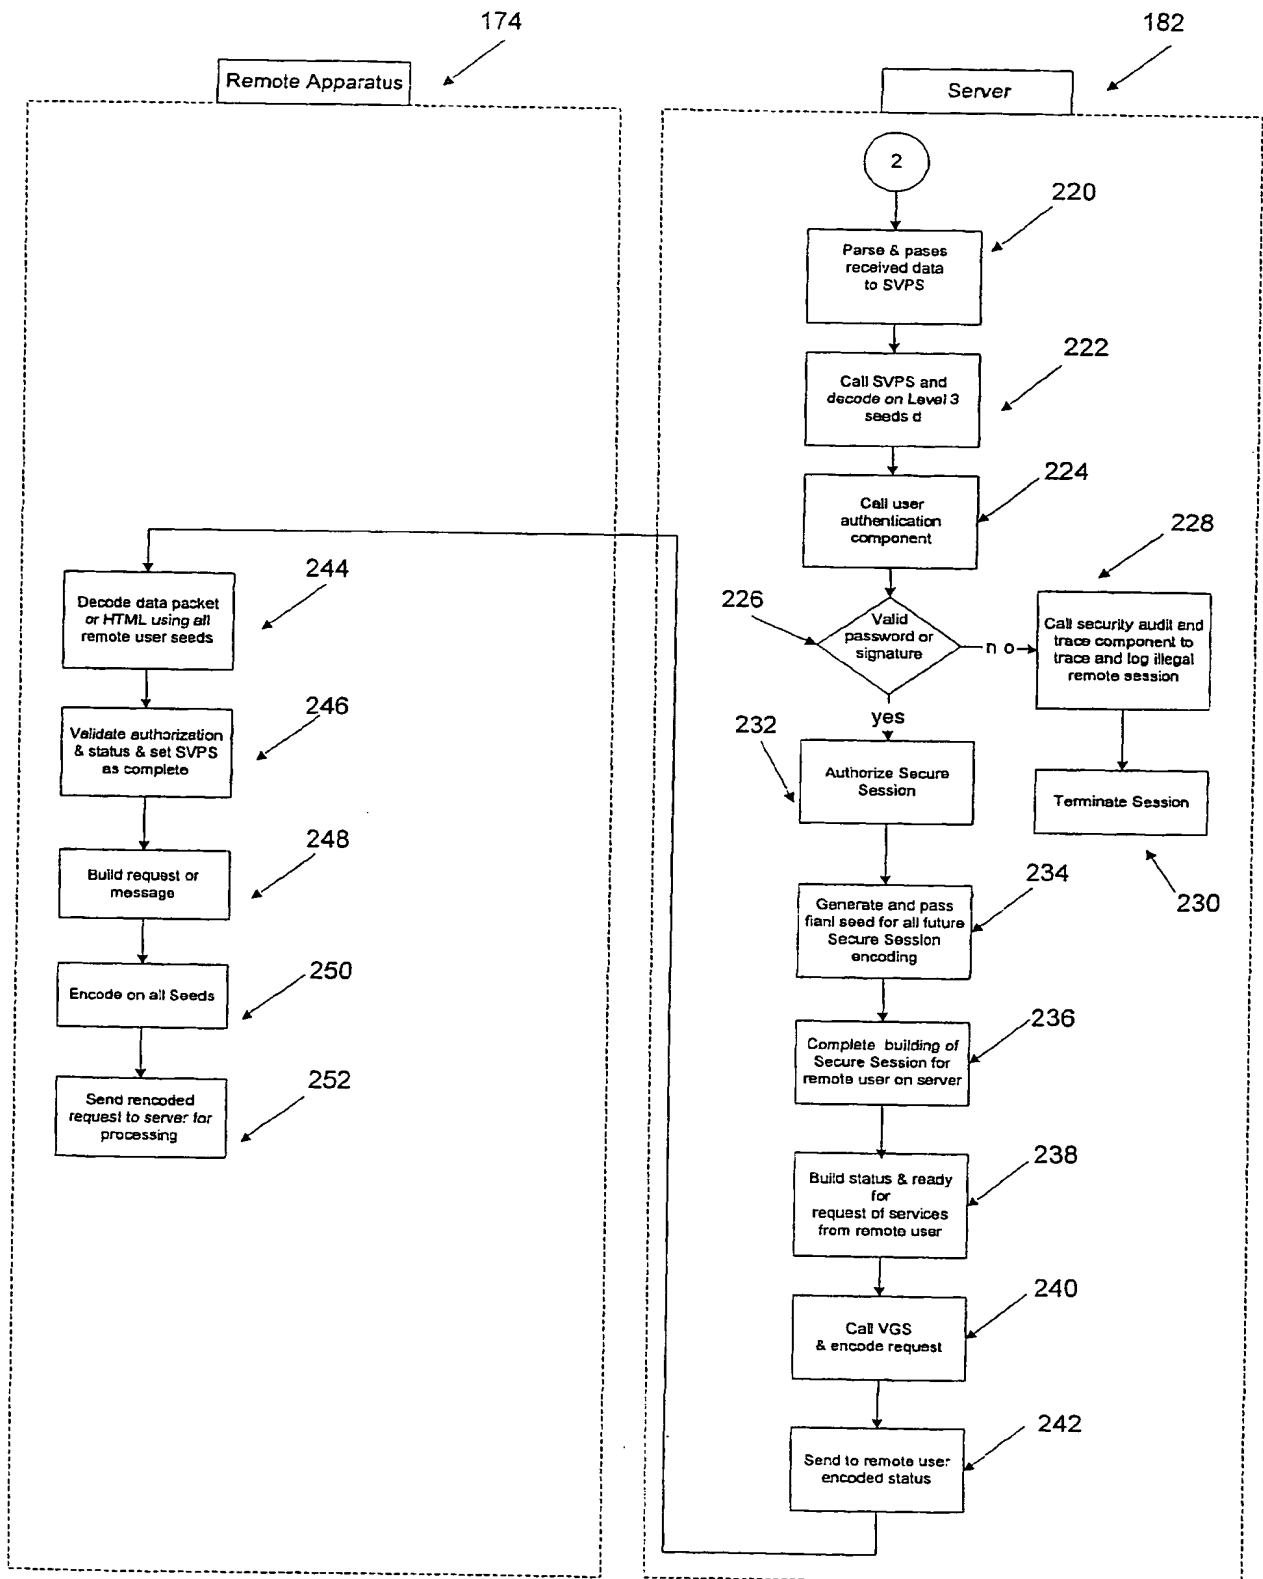 174
Remote Apparatus
182
Server
2
220
Parse & pases
received data
to SVPS
222
Call SVPS and
decode on Level 3
seeds d
224
Call user
authentication
component
226
Valid
password or
signature
no
228
Call security audit and
trace component to
trace and log illegal
remote session
yes
230
Terminate Session
232
Authorize Secure
Session
234
Generate and pass
fianl seed for all future
Secure Session
encoding
236
Complete building of
Secure Session for
remote user on server
238
Build status & ready
for
request of services
from remote user
240
Call VGS
& encode request
242
Send to remote user
encoded status
244
Decode data packet
or HTML using all
remote user seeds
246
Validate authorization
& status & set SVPS
as complete
248
Build request or
message
250
Encode on all Seeds
252
Send rencoded
request to server for
processing